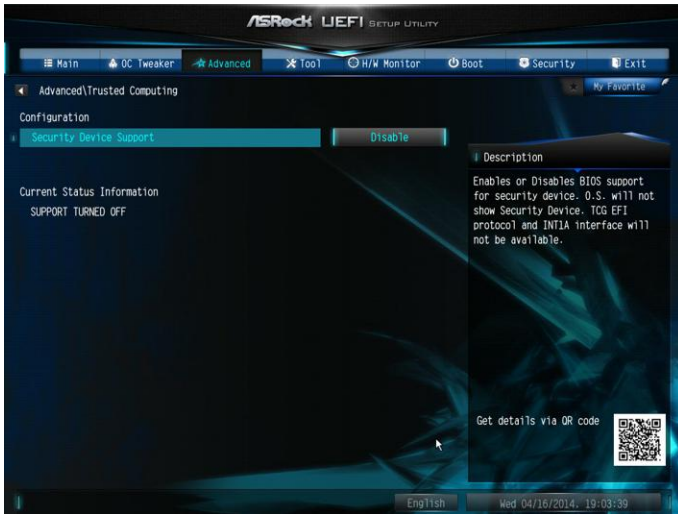 ASRock UEFI SETUP UTILITY
Main OC Tweaker Advanced Tool H/W Monitor Boot Security Exit
My Favorite
Advanced\Trusted Computing
Configuration
Security Device Support Disable
Description
Enables or Disables BIOS support
for security device. O.S. will not
show Security Device. TCG EFI
protocol and INT1A interface will
not be available.
Current Status Information
SUPPORT TURNED OFF
Get details via QR code
English Wed 04/16/2014. 19:03:39